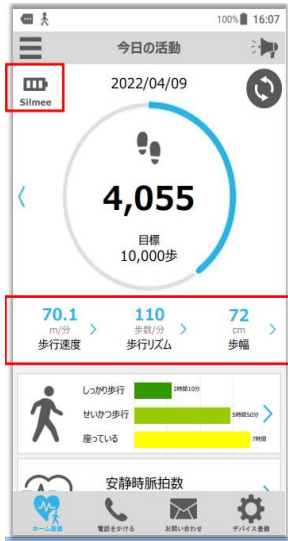 100% 16:07
今日の活動
Silmee
2022/04/09
4,055
目標
10,000歩
70.1
m/分
歩行速度
110
歩数/分
歩行リズム
72
cm
歩幅
しっかり歩行 2時間10分
せいかつ歩行 5時間50分
座っている 7時間
安静時脈拍数
ホーム画面
電話をかける
お問い合わせ
デバイス登録